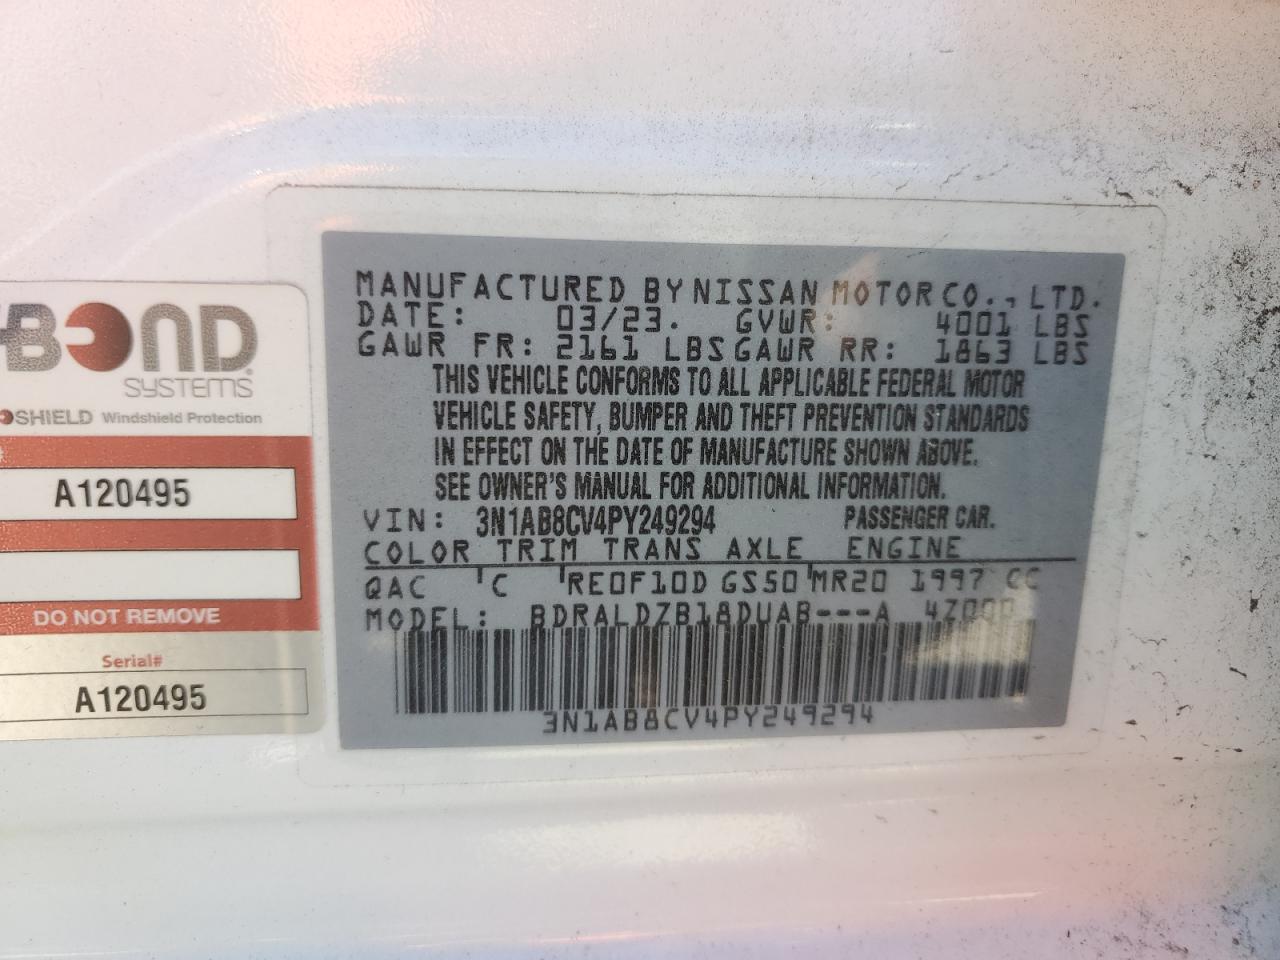 BOND
SYSTEMS
SHIELD Windshield Protection
A120495
DO NOT REMOVE
Serial#
A120495
MANUFACTURED BY NISSAN MOTOR CO., LTD.
DATE: 03/23. GVWR: 4001 LBS
GAWR FR: 2161 LBS GAWR RR: 1863 LBS
THIS VEHICLE CONFORMS TO ALL APPLICABLE FEDERAL MOTOR
VEHICLE SAFETY, BUMPER AND THEFT PREVENTION STANDARDS
IN EFFECT ON THE DATE OF MANUFACTURE SHOWN ABOVE.
SEE OWNER'S MANUAL FOR ADDITIONAL INFORMATION.
VIN: 3N1AB8CV4PY249294 PASSENGER CAR.
COLOR TRIM TRANS AXLE ENGINE
QAC C RE0F10D GS50 MR20 1997 CC
MODEL: BDRALDZB18DUAB---A
3N1AB8CV4PY249294